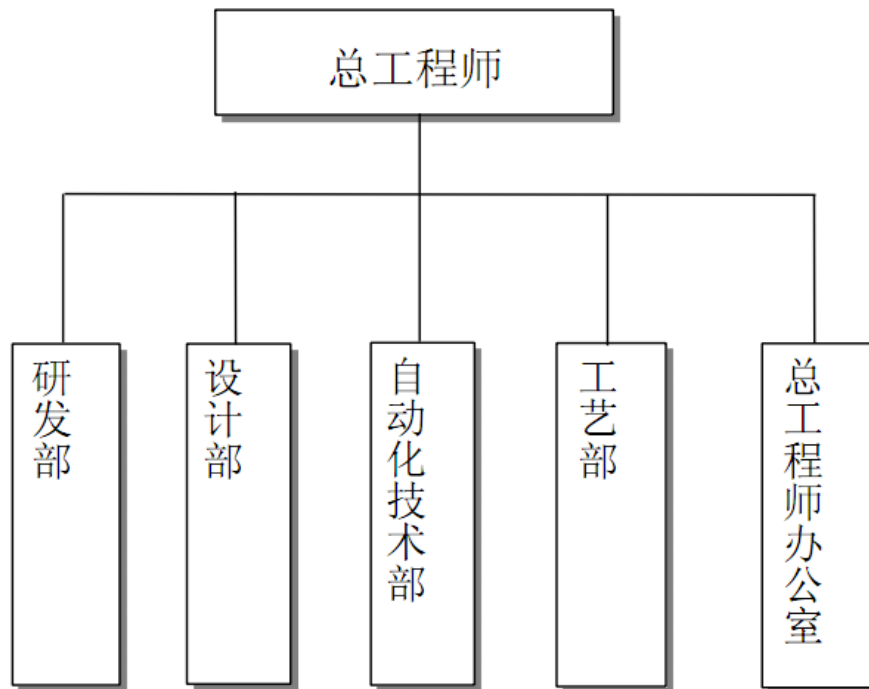 总工程师
研发部
设计部
自动化技术部
工艺部
总工程师办公室